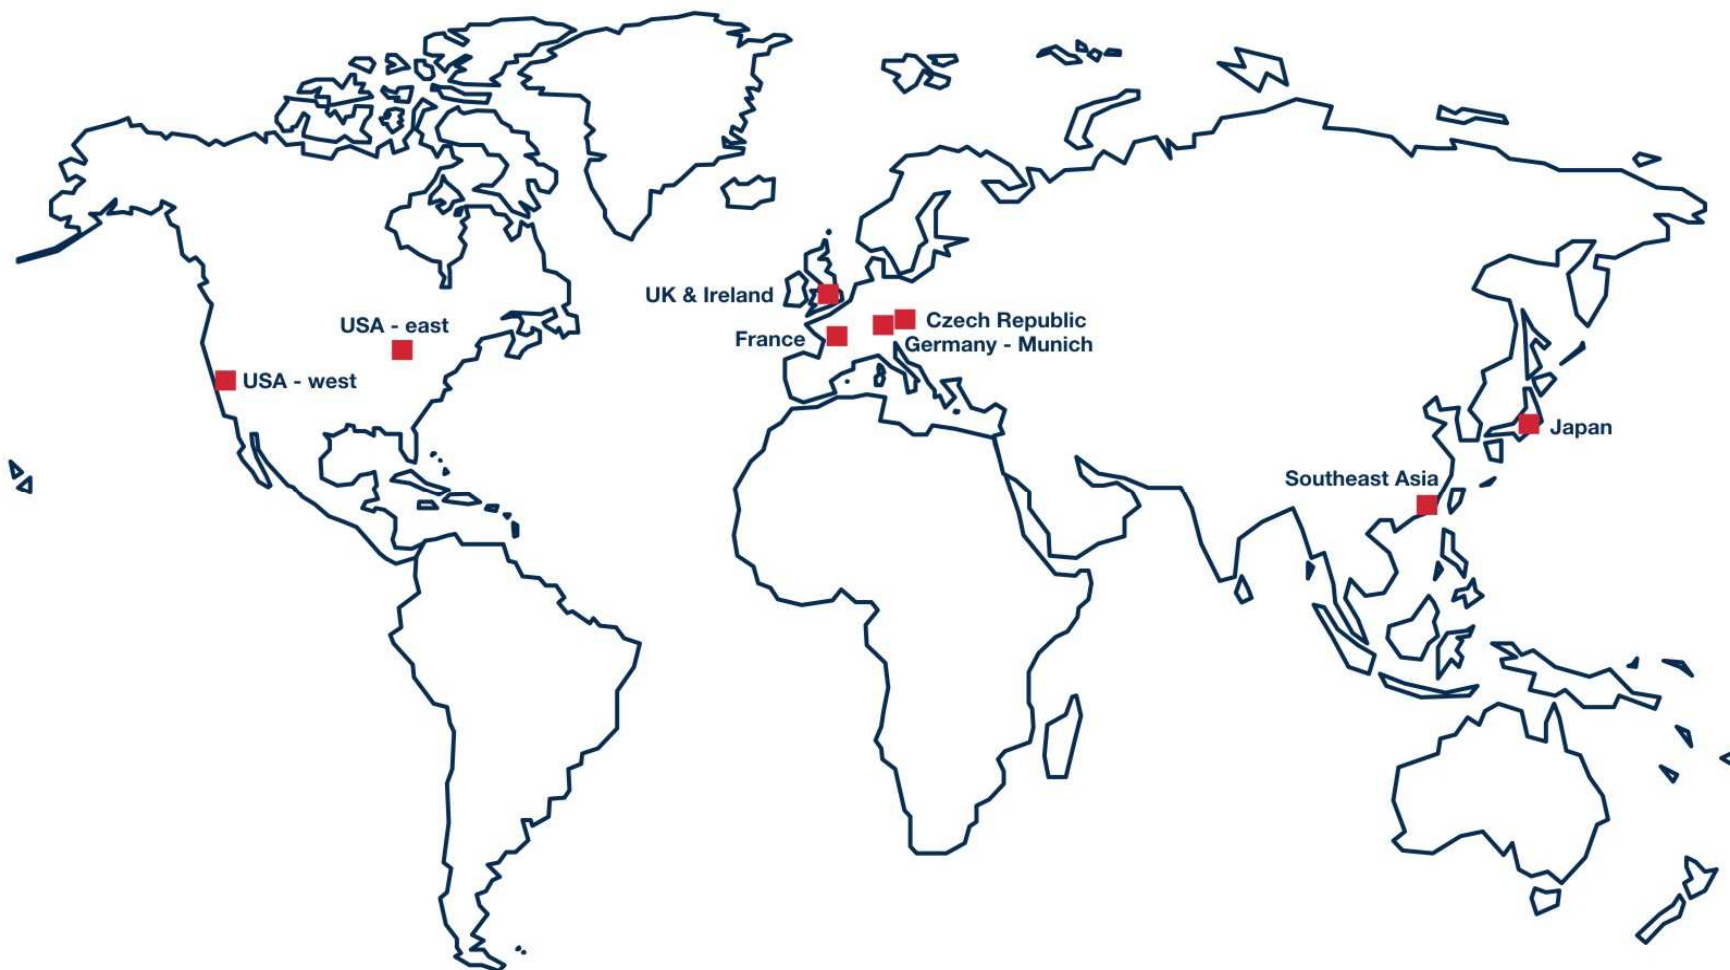 UK & Ireland
USA - east
Czech Republic
France
Germany - Munich
USA - west
Japan
Southeast Asia